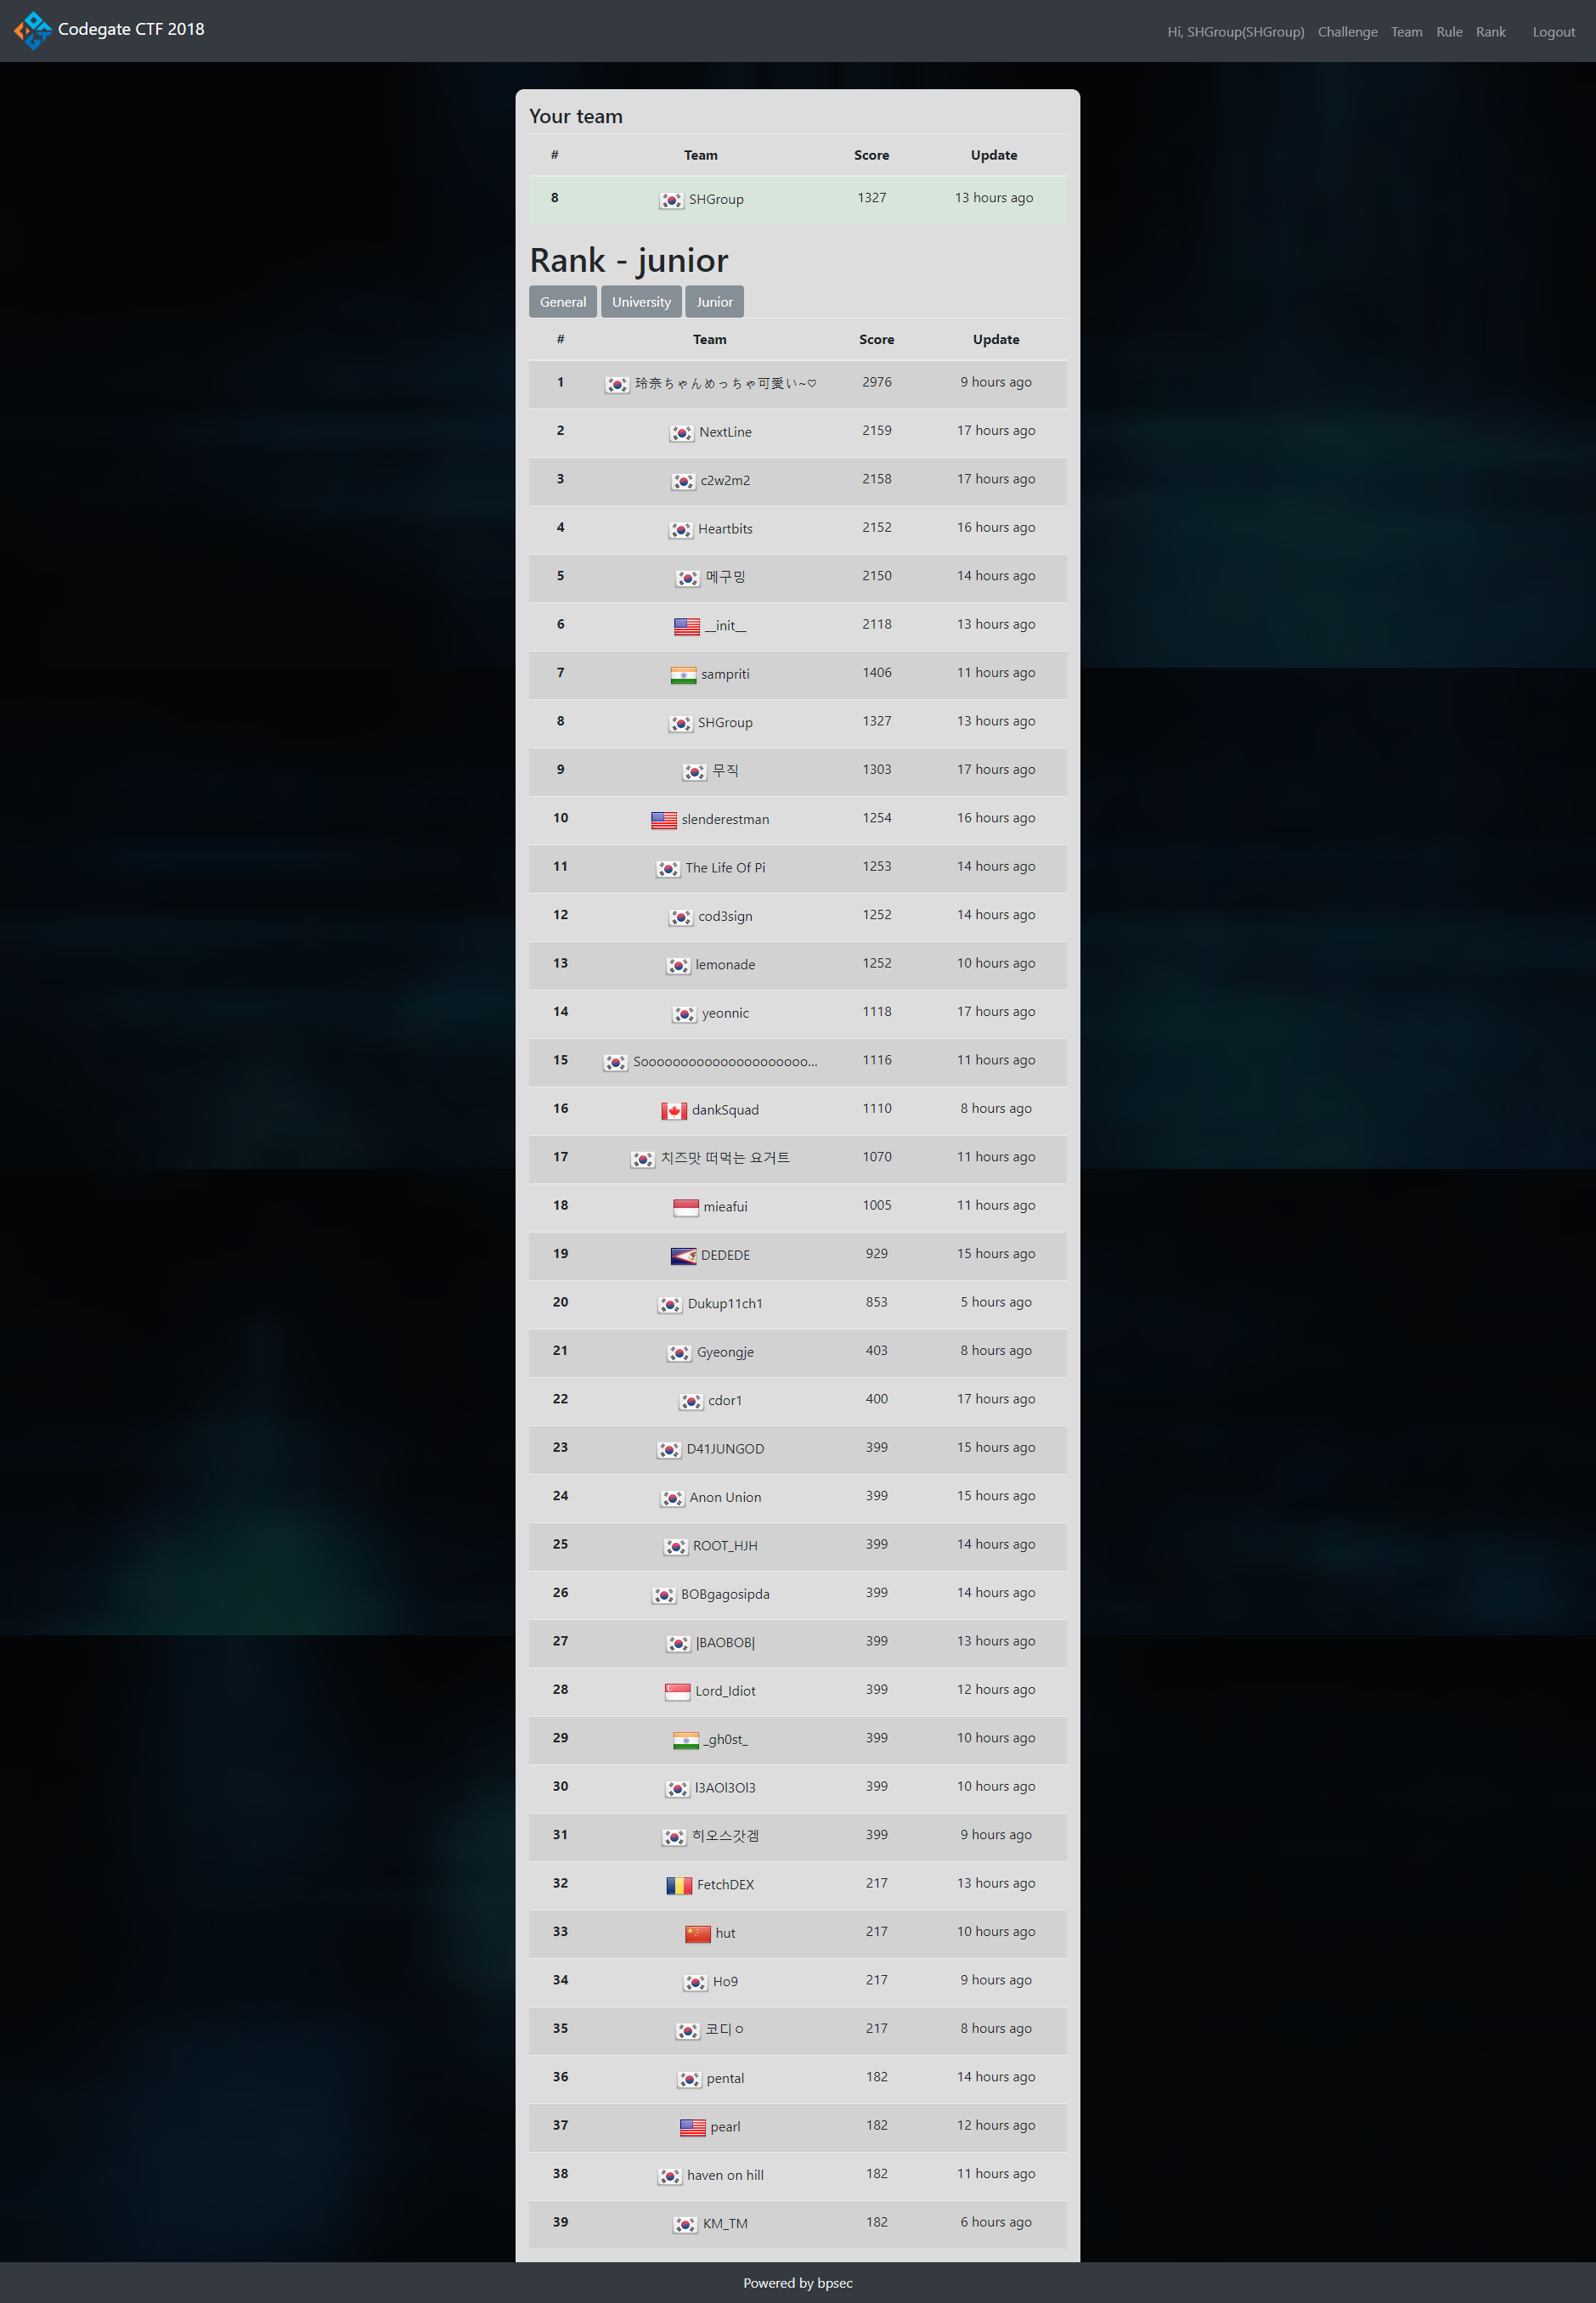 Codegate CTF 2018
Hi, SHGroup(SHGroup) Challenge Team Rule Rank Logout
Your team
# Team Score Update
8 SHGroup 1327 13 hours ago
Rank - junior
General University Junior
# Team Score Update
1 玲奈ちゃんめっちゃ可愛い~♡ 2976 9 hours ago
2 NextLine 2159 17 hours ago
3 c2w2m2 2158 17 hours ago
4 Heartbits 2152 16 hours ago
5 메구밍 2150 14 hours ago
6 __init__ 2118 13 hours ago
7 sampriti 1406 11 hours ago
8 SHGroup 1327 13 hours ago
9 무직 1303 17 hours ago
10 slenderestman 1254 16 hours ago
11 The Life Of Pi 1253 14 hours ago
12 cod3sign 1252 14 hours ago
13 lemonade 1252 10 hours ago
14 yeonnic 1118 17 hours ago
15 Sooooooooooooooooooooo... 1116 11 hours ago
16 dankSquad 1110 8 hours ago
17 치즈맛 떠먹는 요거트 1070 11 hours ago
18 mieafui 1005 11 hours ago
19 DEDEDE 929 15 hours ago
20 Dukup11ch1 853 5 hours ago
21 Gyeongje 403 8 hours ago
22 cdor1 400 17 hours ago
23 D41JUNGOD 399 15 hours ago
24 Anon Union 399 15 hours ago
25 ROOT_HJH 399 14 hours ago
26 BOBgagosipda 399 14 hours ago
27 |BAOBOB| 399 13 hours ago
28 Lord_Idiot 399 12 hours ago
29 _gh0st_ 399 10 hours ago
30 l3AOl3Ol3 399 10 hours ago
31 히오스갓겜 399 9 hours ago
32 FetchDEX 217 13 hours ago
33 hut 217 10 hours ago
34 Ho9 217 9 hours ago
35 코디ㅇ 217 8 hours ago
36 pental 182 14 hours ago
37 pearl 182 12 hours ago
38 haven on hill 182 11 hours ago
39 KM_TM 182 6 hours ago
Powered by bpsec